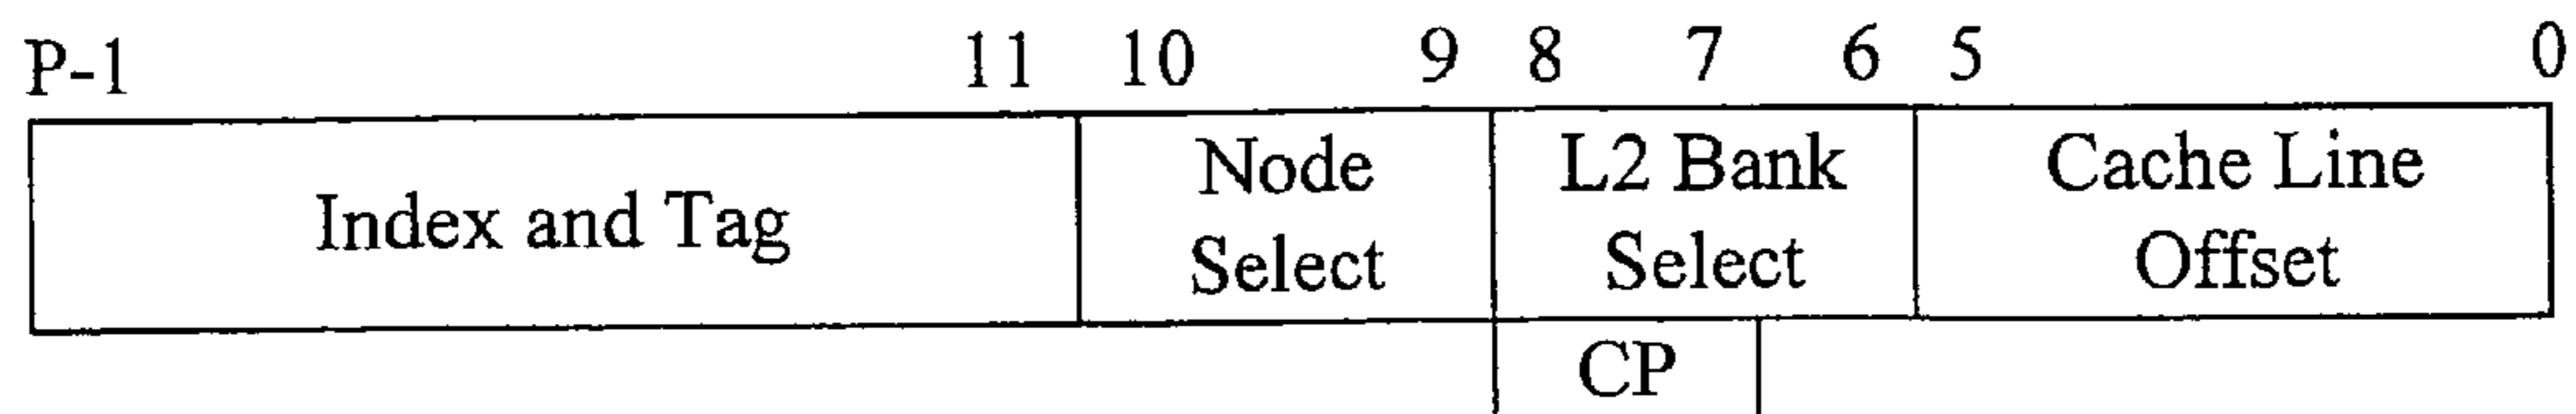 P-1 11 10 9 8 7 6 5 0
Index and Tag
Node
Select
L2 Bank
Select
Cache Line
Offset
CP